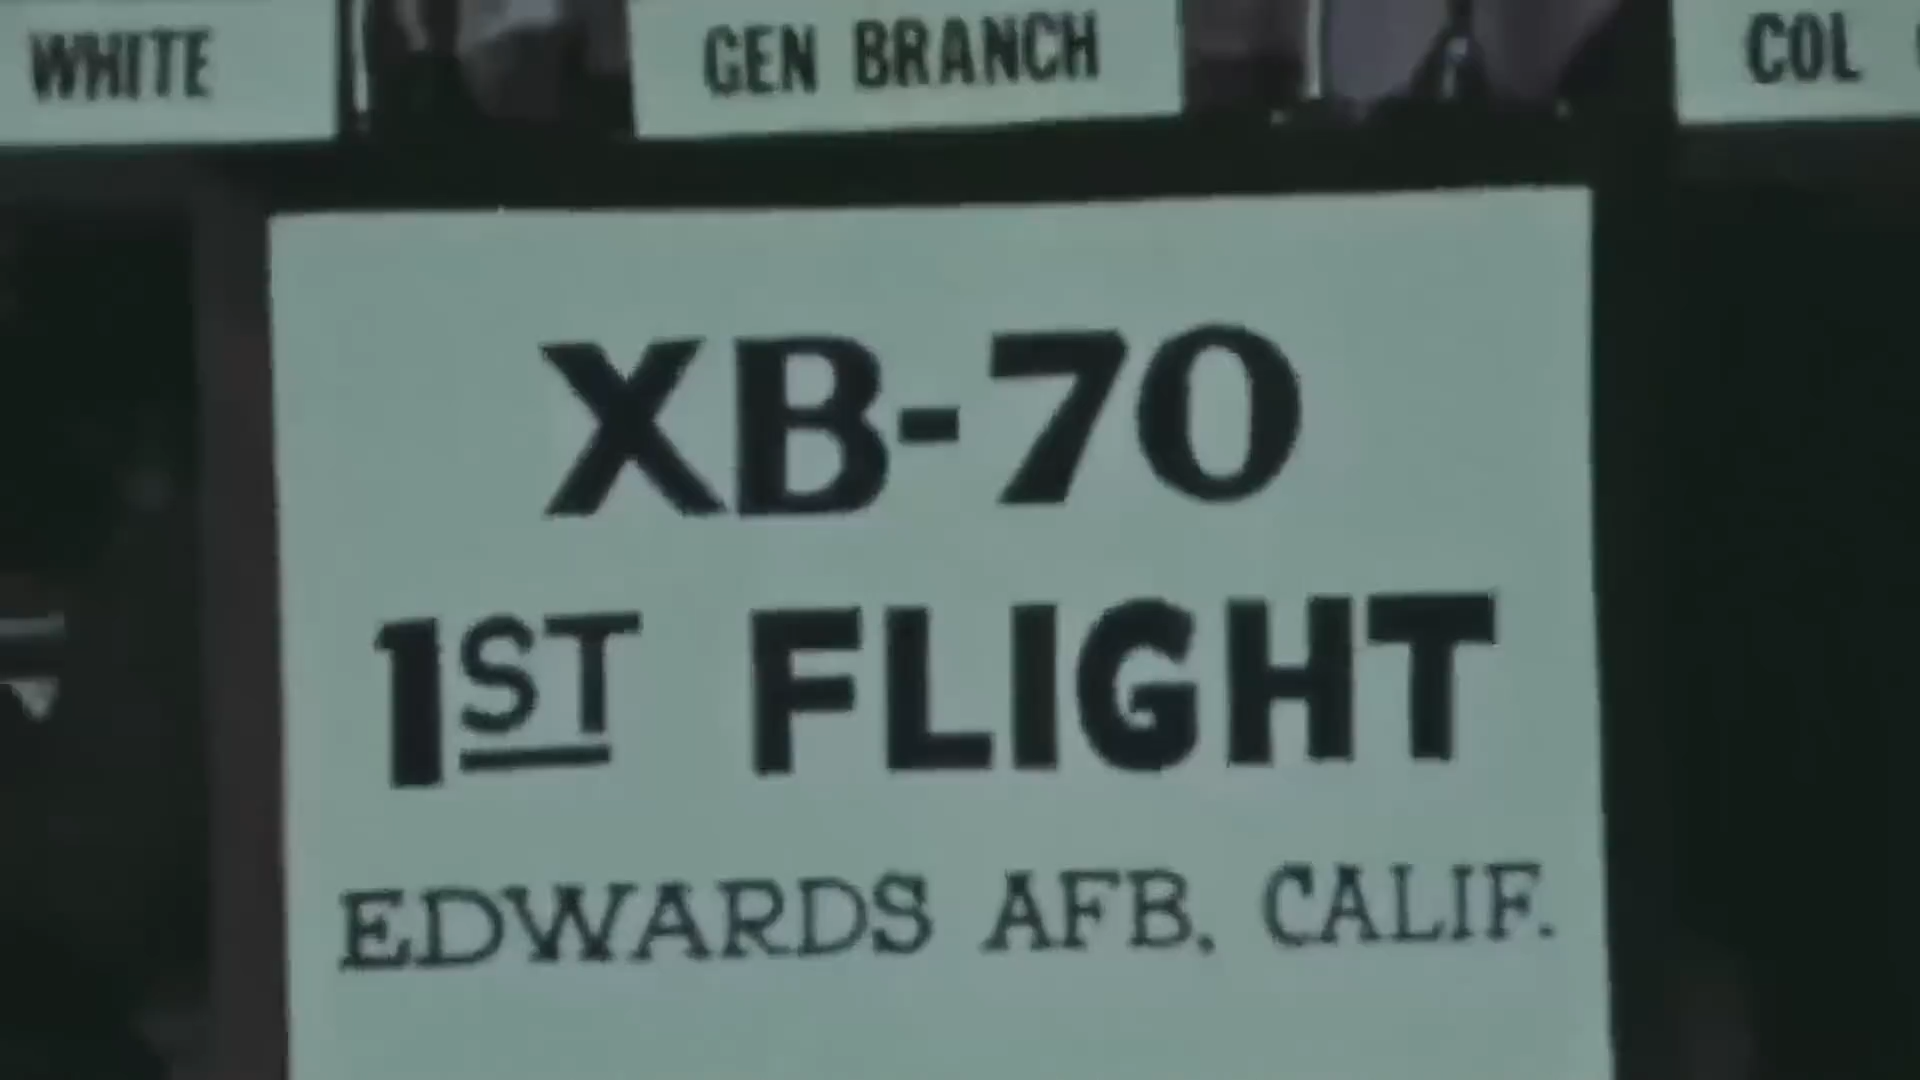 WHITE
GEN BRANCH
COL
XB-70
1ST FLIGHT
EDWARDS AFB. CALIF.